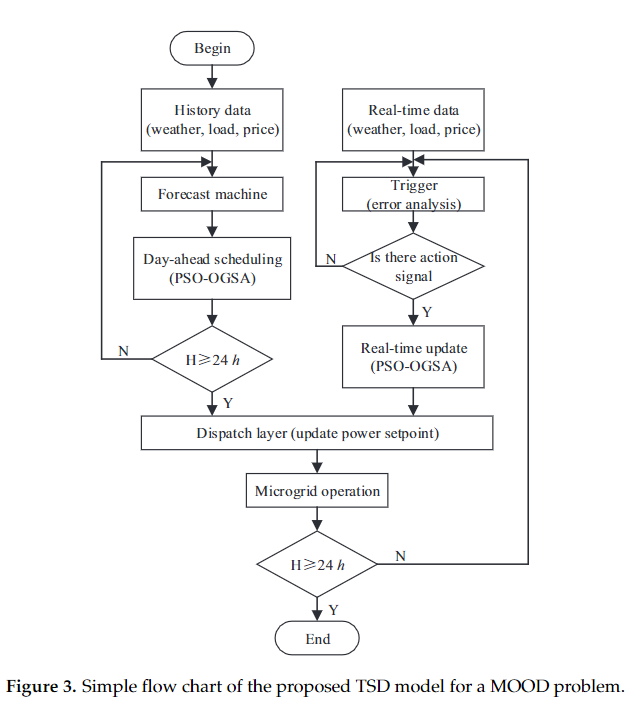 Begin
History data
(weather, load, price)
Real-time data
(weather, load, price)
Forecast machine
Trigger
(error analysis)
Day-ahead scheduling
(PSO-OGSA)
N
Is there action
signal
Y
N
H⩾24 h
Real-time update
(PSO-OGSA)
Y
Dispatch layer (update power setpoint)
Microgrid operation
H⩾24 h
N
Y
End
Figure 3. Simple flow chart of the proposed TSD model for a MOOD problem.